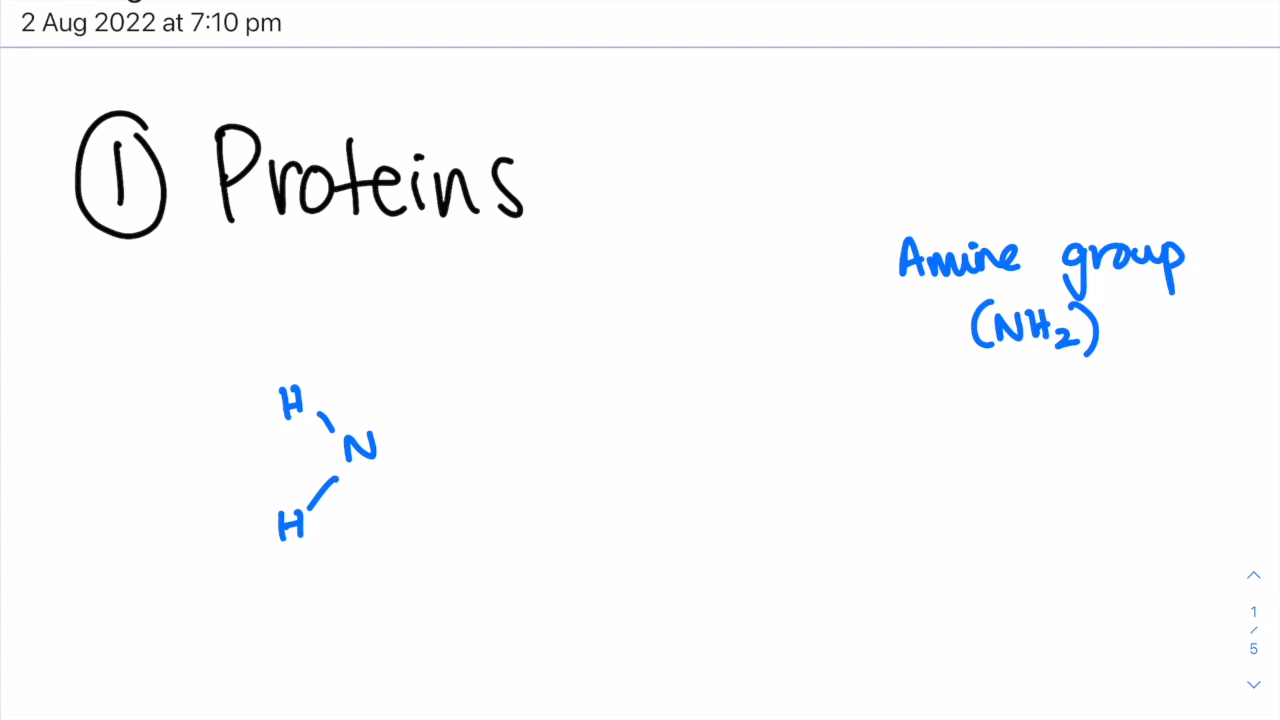 2 Aug 2022 at 7:10 pm
① Proteins
Amine group
(NH₂)
H
N
H
1
/
5